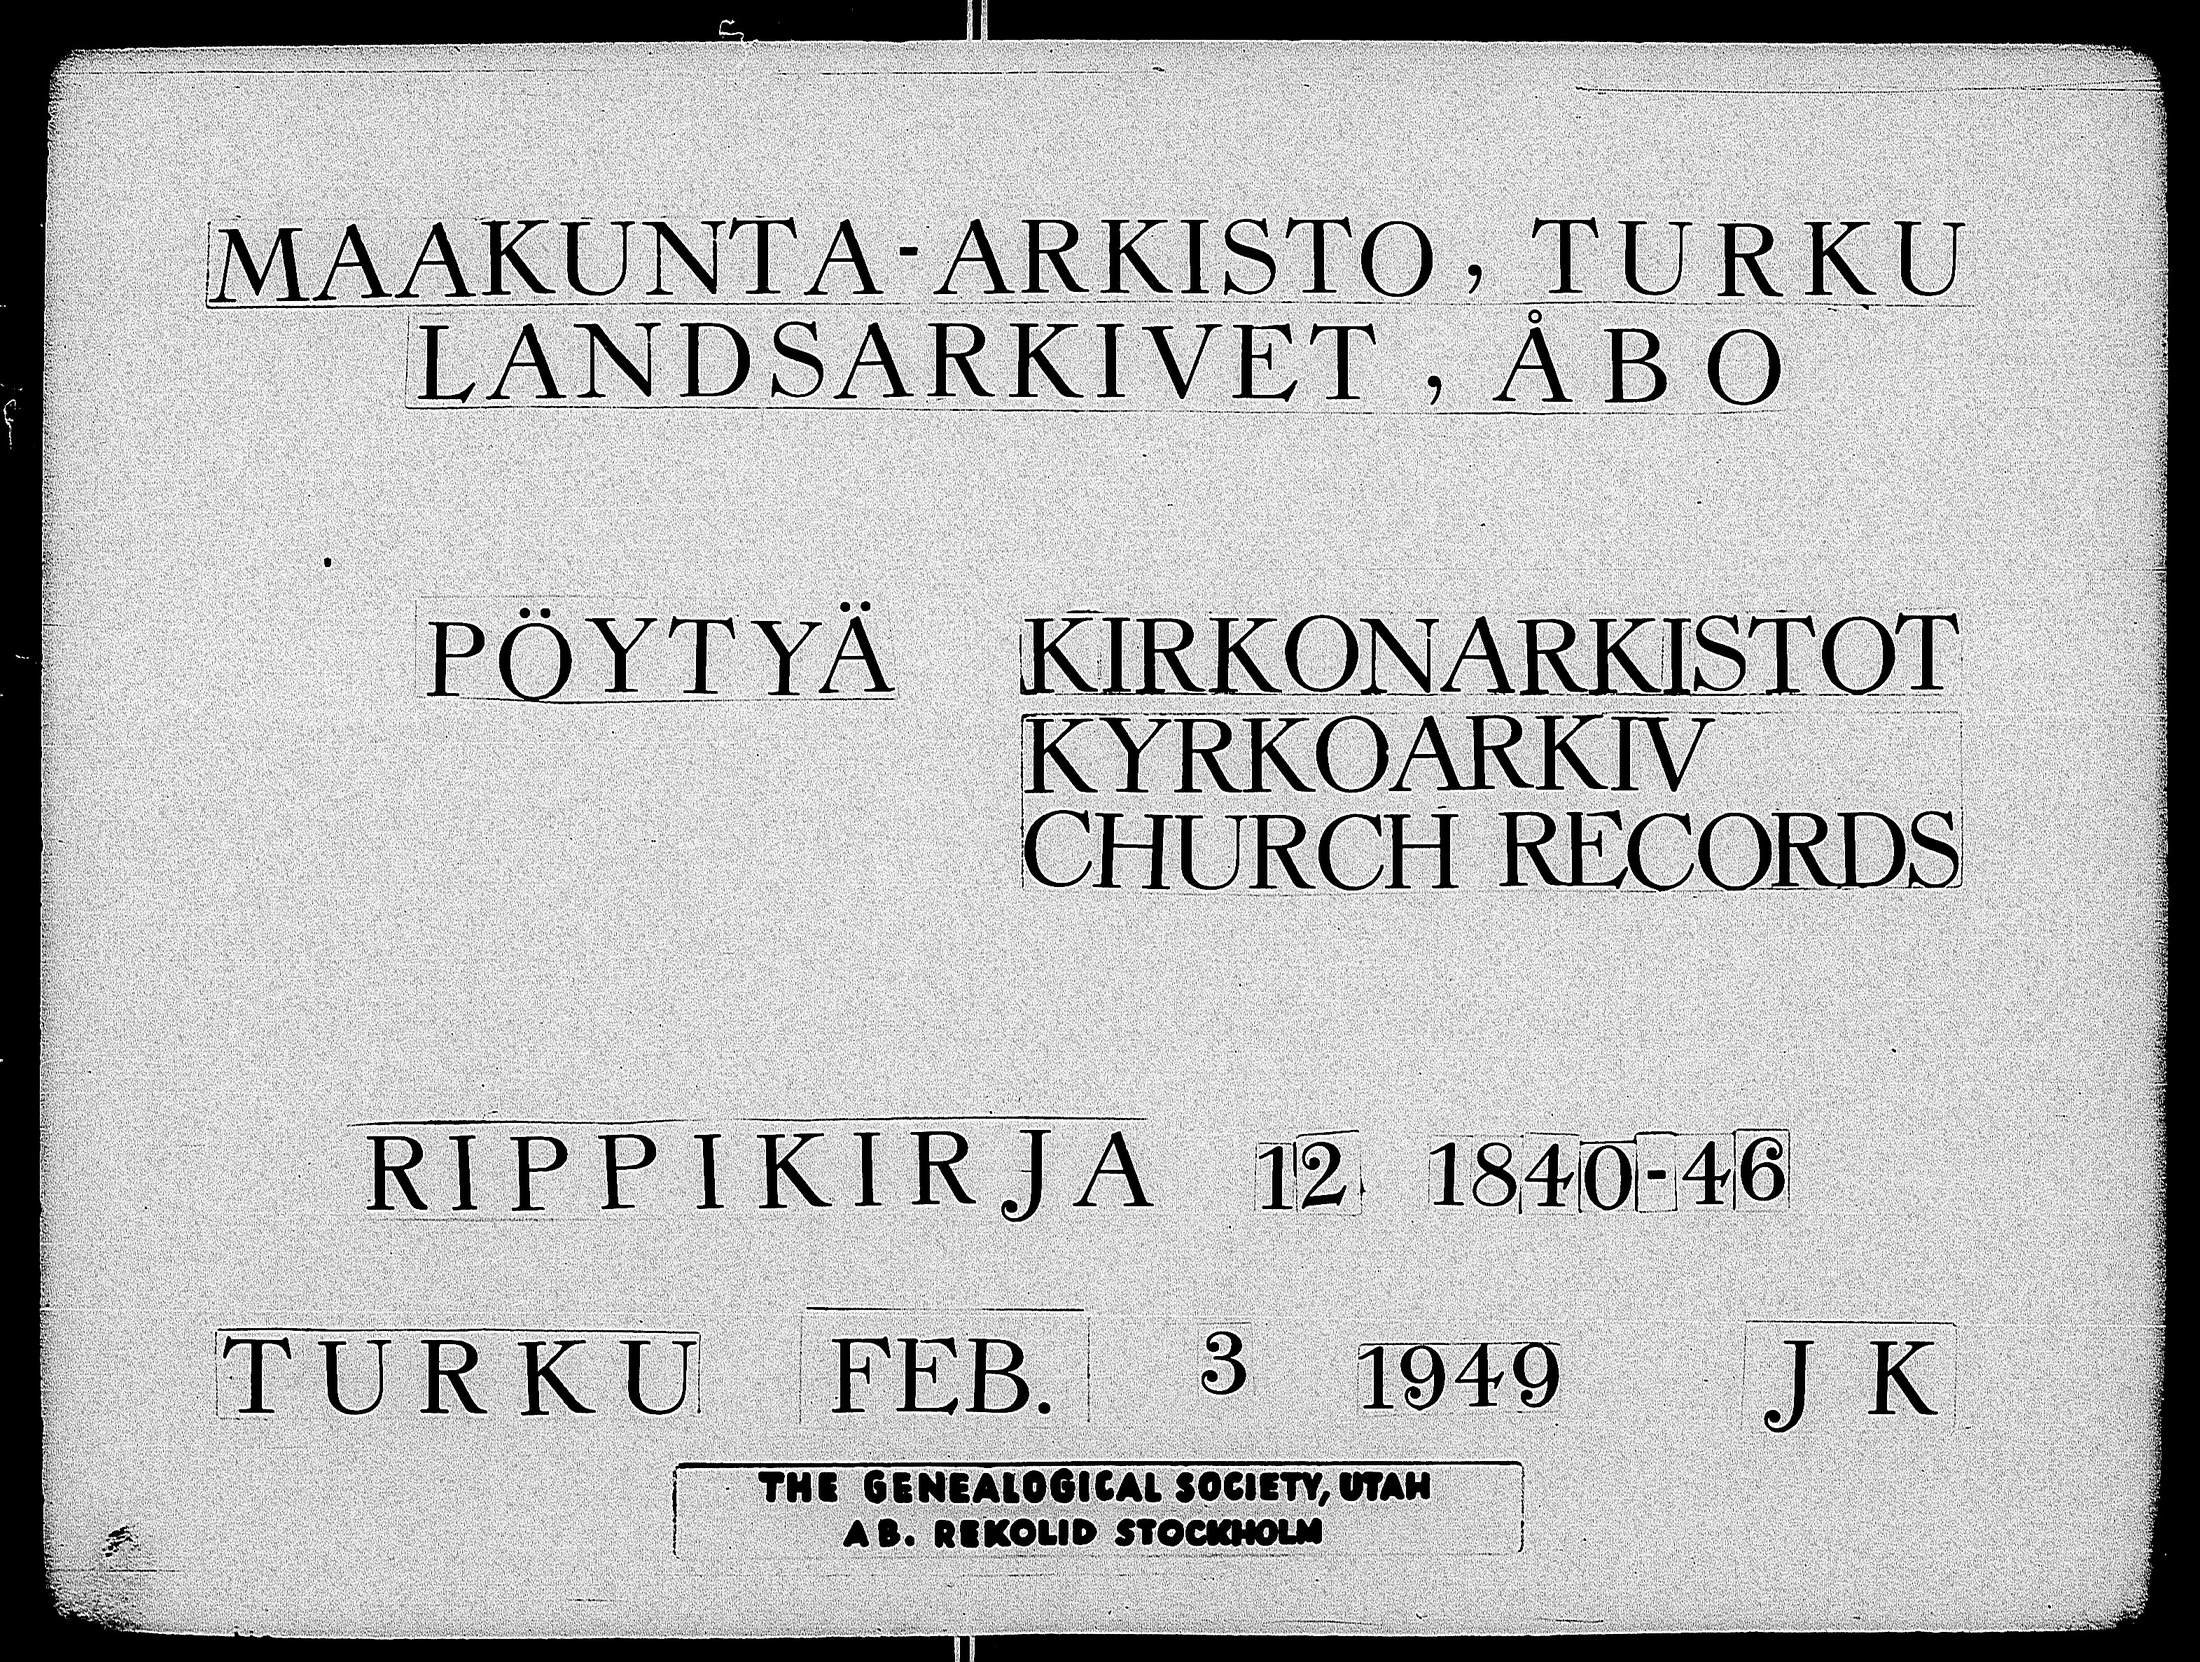 MAAKUNTA-ARKISTO, TURKU
LANDSARKIVET, ÅBO
PÖYTYÄ KIRKONARKISTOT
KYRKOARKIV
CHURCH RECORDS
RIPPIKIRJA 12 1840-46
TURKU FEB. 3 1949 J K
THE GENEALOGICAL SOCIETY, UTAH
AB. REKOLID STOCKHOLM